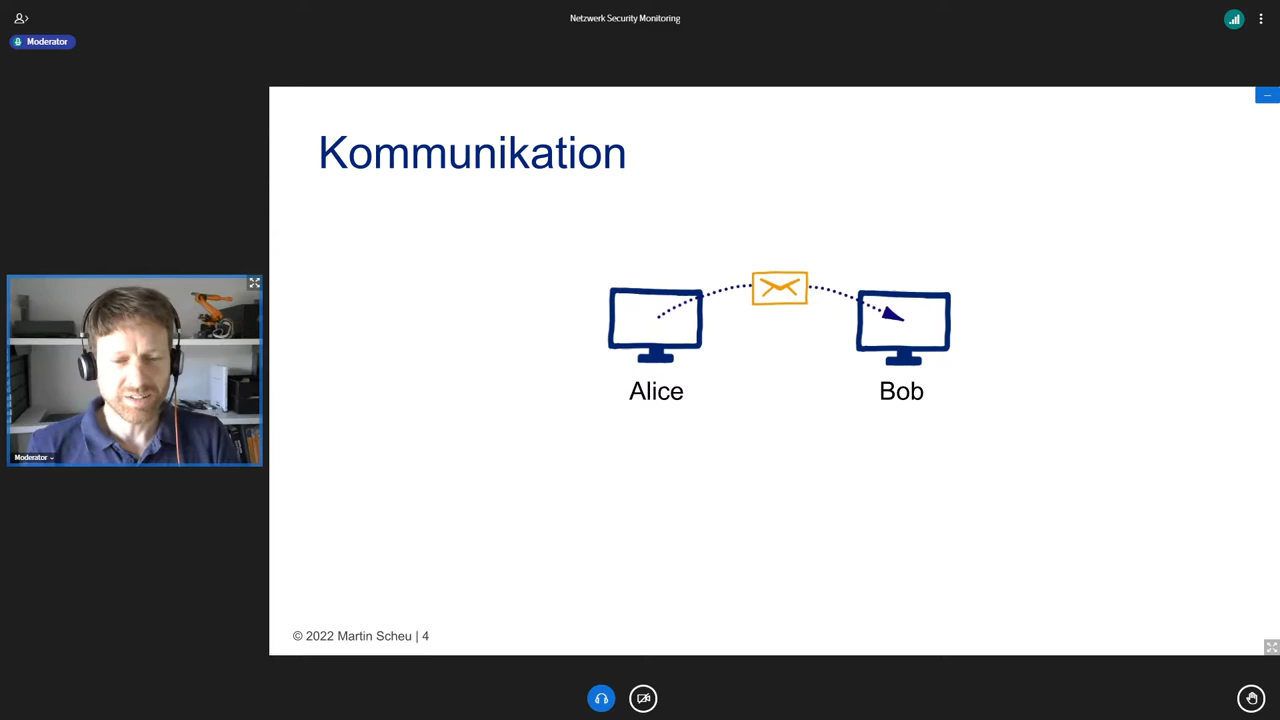 Netzwerk Security Monitoring
Moderator
Kommunikation
Alice
Bob
Moderator
© 2022 Martin Scheu | 4